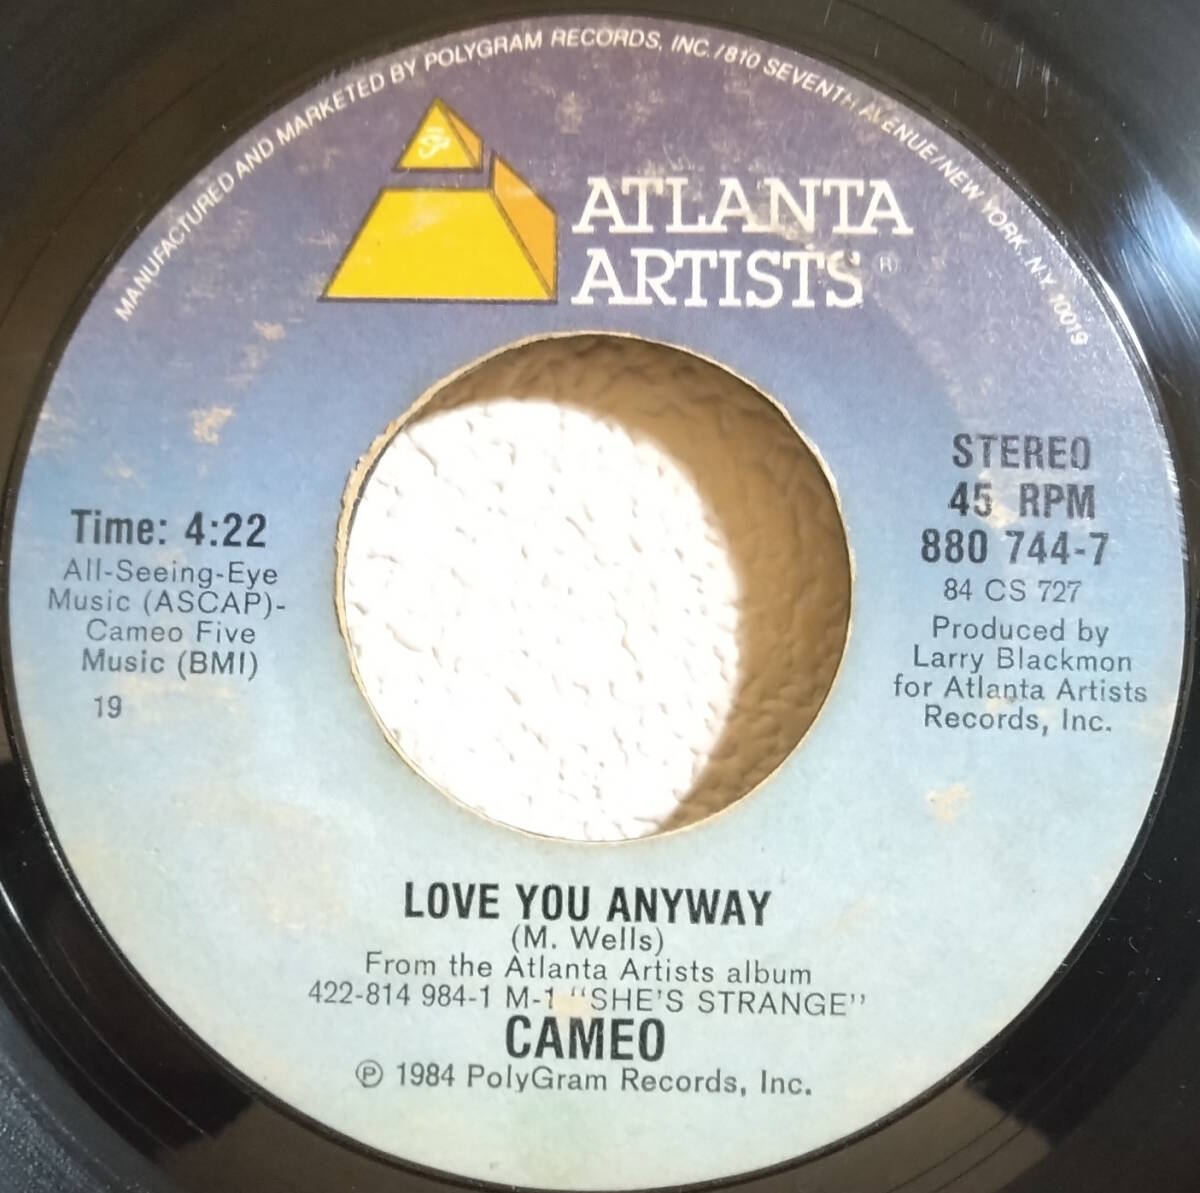 MANUFACTURED AND MARKETED BY POLYGRAM RECORDS, INC./810 SEVENTH AVENUE/NEW YORK, N.Y. 10019
ATLANTA
ARTISTS ®
STEREO
45 RPM
880 744-7
84 CS 727
Produced by
Larry Blackmon
for Atlanta Artists
Records, Inc.
Time: 4:22
All-Seeing-Eye
Music (ASCAP)-
Cameo Five
Music (BMI)
19
LOVE YOU ANYWAY
(M. Wells)
From the Atlanta Artists album
422-814 984-1 M-1 "SHE'S STRANGE"
CAMEO
℗ 1984 PolyGram Records, Inc.